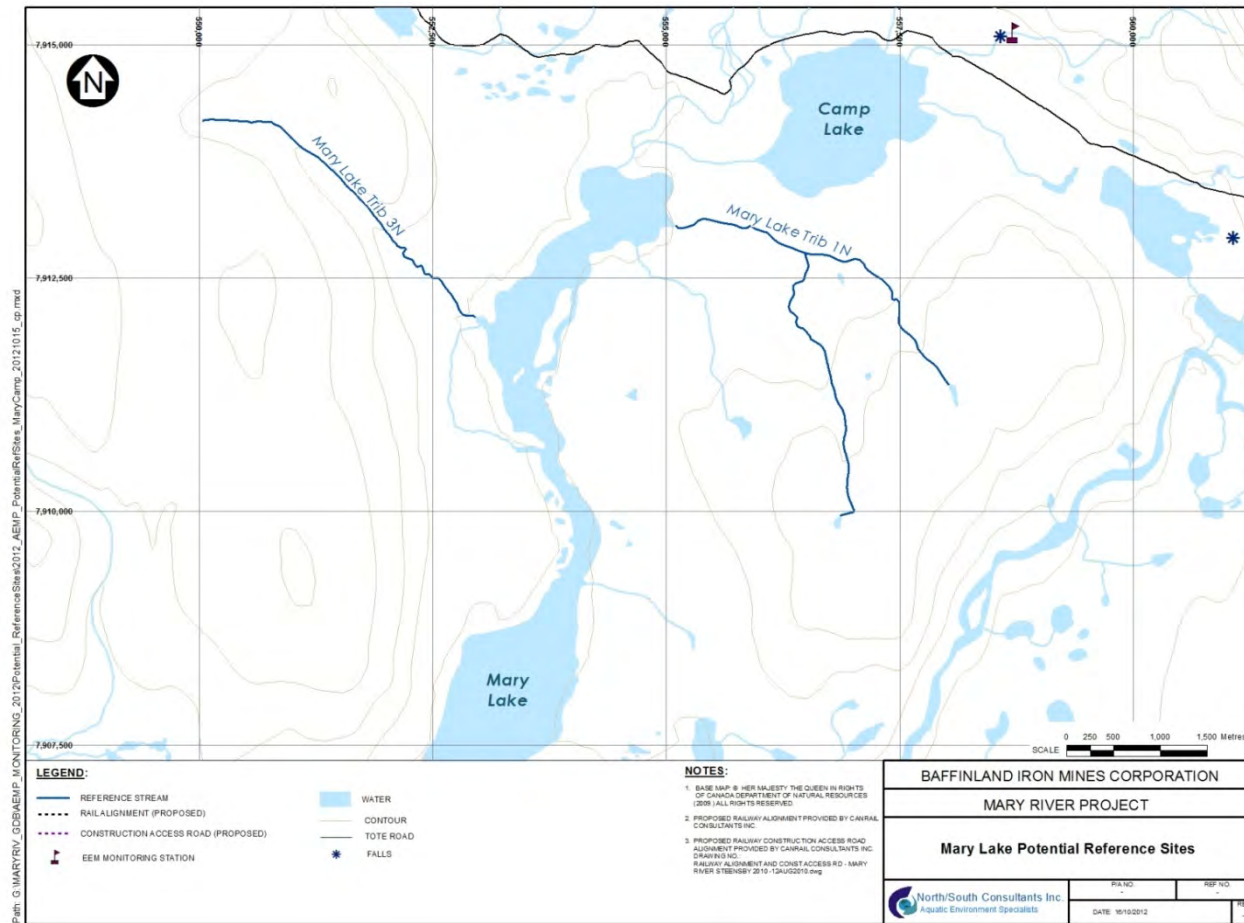 550,000
552,500
555,000
557,500
560,000
7,915,000
7,912,500
7,910,000
7,907,500
N
Camp
Lake
Mary Lake Trib 3N
Mary Lake Trib 1N
Mary
Lake
0 250 500 1,000 1,500 Metres
SCALE
LEGEND:
REFERENCE STREAM
RAIL ALIGNMENT (PROPOSED)
CONSTRUCTION ACCESS ROAD (PROPOSED)
EEM MONITORING STATION
WATER
CONTOUR
TOTE ROAD
FALLS
NOTES:
1. BASE MAP: © HER MAJESTY THE QUEEN IN RIGHTS
OF CANADA DEPARTMENT OF NATURAL RESOURCES
(2009) ALL RIGHTS RESERVED.
2. PROPOSED RAILWAY ALIGNMENT PROVIDED BY CANRAIL
CONSULTANTS INC.
3. PROPOSED RAILWAY CONSTRUCTION ACCESS ROAD
ALIGNMENT PROVIDED BY CANRAIL CONSULTANTS INC.
DRAWING NO.:
RAILWAY ALIGNMENT AND CONST ACCESS RD - MARY
RIVER STEENSBY 2010 -12AUG2010.dwg
BAFFINLAND IRON MINES CORPORATION
MARY RIVER PROJECT
Mary Lake Potential Reference Sites
North/South Consultants Inc.
Aquatic Environment Specialists
P/A NO.
-
REF NO.
-
DATE: 16/10/2012
Path: G:\MARYRIV_GDB\AEMP_MONITORING_2012\Potential_ReferenceSites\2012_AEMP_PotentialRefSites_MaryCamp_20121015_cp.mxd